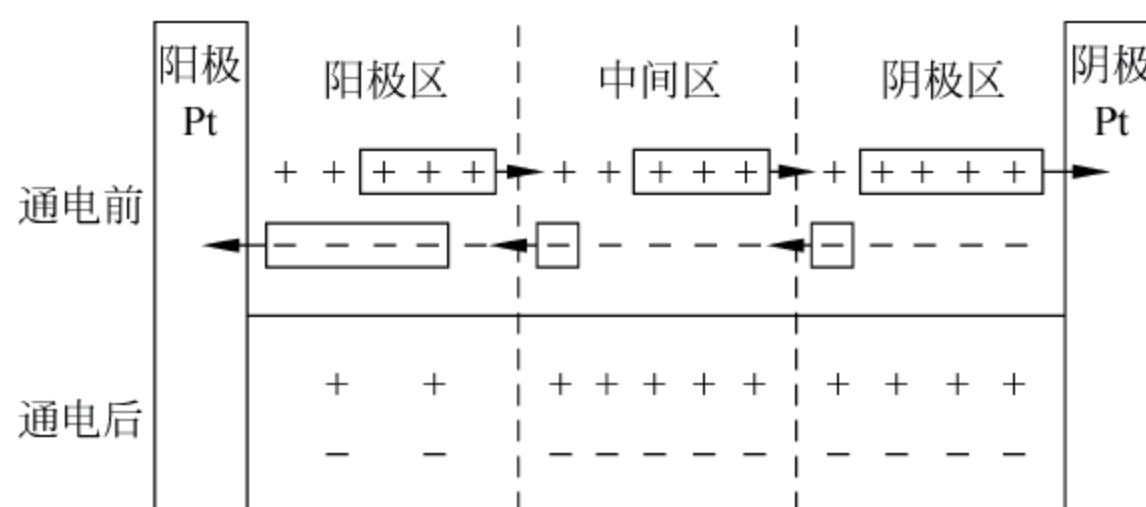 阳极
Pt
阳极区
中间区
阴极区
阴极
Pt
通电前
+ + + + + + + + + + + + + + +
− − − − − − − − − − − − − − −
通电后
+ + + + + + + + + + +
− − − − − − − − − − −